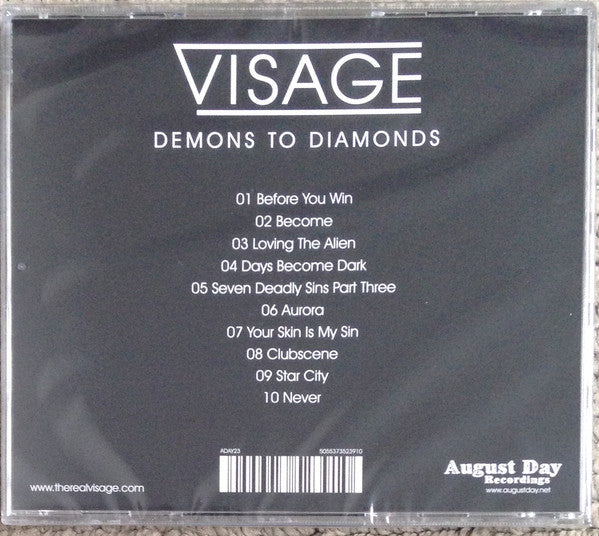 VISAGE
DEMONS TO DIAMONDS
01 Before You Win
02 Become
03 Loving The Alien
04 Days Become Dark
05 Seven Deadly Sins Part Three
06 Aurora
07 Your Skin Is My Sin
08 Clubscene
09 Star City
10 Never
ADAY23 5055373523910
www.therealvisage.com
August Day
Recordings
www.augustday.net